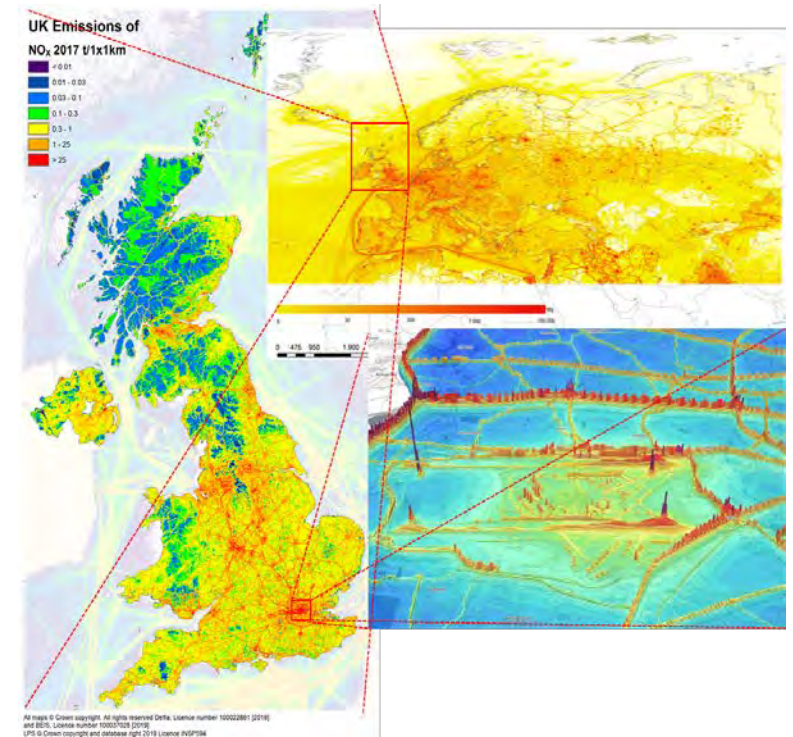 UK Emissions of
NOx 2017 t/1x1km
< 0.01
0.01 - 0.03
0.03 - 0.1
0.1 - 0.3
0.3 - 1
1 - 25
> 25
0 475 950 1,900
All maps © Crown copyright. All rights reserved Defra, Licence number 100022861 [2019]
and BEIS, Licence number 100037028 [2019]
LPS © Crown copyright and database right 2019 Licence INSP594